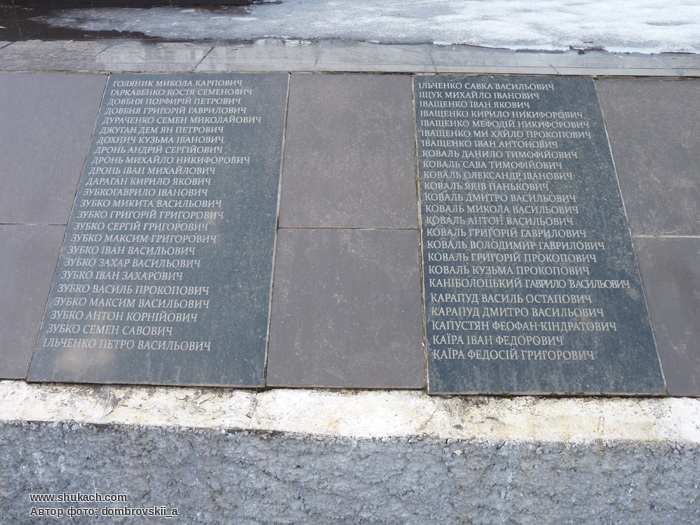 ГОЛЯНИК МИКОЛА КАРПОВИЧ
ГАРКАВЕНКО КОСТЯ СЕМЕНОВИЧ
ДОВБНЯ ПОРФИРІЙ ПЕТРОВИЧ
ДОВБНЯ ГРИГОРІЙ ГАВРИЛОВИЧ
ДУРАЧЕНКО СЕМЕН МИКОЛАЙОВИЧ
ДЖУГАН ДЕМ ЯН ПЕТРОВИЧ
ДОХНИЧ КУЗЬМА ІВАНОВИЧ
ДРОНЬ АНДРІЙ СЕРГІЙОВИЧ
ДРОНЬ МИХАЙЛО НИКИФОРОВИЧ
ДРОНЬ ІВАН МИХАЙЛОВИЧ
ДАРАГАН КИРИЛО ЯКОВИЧ
ЗУБКОГАВРИЛО ІВАНОВИЧ
ЗУБКО МИКИТА ВАСИЛЬОВИЧ
ЗУБКО ГРИГОРІЙ ГРИГОРОВИЧ
ЗУБКО СЕРГІЙ ГРИГОРОВИЧ
ЗУБКО МАКСИМ ГРИГОРОВИЧ
ЗУБКО ІВАН ВАСИЛЬОВИЧ
ЗУБКО ЗАХАР ВАСИЛЬОВИЧ
ЗУБКО ІВАН ЗАХАРОВИЧ
ЗУБКО ВАСИЛЬ ПРОКОПОВИЧ
ЗУБКО МАКСИМ ВАСИЛЬОВИЧ
ЗУБКО АНТОН КОРНІЙОВИЧ
ЗУБКО СЕМЕН САВОВИЧ
ІЛЬЧЕНКО ПЕТРО ВАСИЛЬОВИЧ
ІЛЬЧЕНКО САВКА ВАСИЛЬОВИЧ
ІЩУК МИХАЙЛО ІВАНОВИЧ
ІВАЩЕНКО ІВАН ЯКОВИЧ
ІВАЩЕНКО КИРИЛО НИКИФОРОВИЧ
ІВАЩЕНКО МЕФОДІЙ НИКИФОРОВИЧ
ІВАЩЕНКО МИ ХАЙЛО ПРОКОПОВИЧ
ІВАЩЕНКО ІВАН АНТОНОВИЧ
КОВАЛЬ ДАНИЛО ТИМОФІЙОВИЧ
КОВАЛЬ САВА ТИМОФІЙОВИЧ
КОВАЛЬ ОЛЕКСАНДР ІВАНОВИЧ
КОВАЛЬ ЯКІВ ПАНЬКОВИЧ
КОВАЛЬ ДМИТРО ВАСИЛЬОВИЧ
КОВАЛЬ МИКОЛА ВАСИЛЬОВИЧ
КОВАЛЬ АНТОН ВАСИЛЬОВИЧ
КОВАЛЬ ГРИГОРІЙ ГАВРИЛОВИЧ
КОВАЛЬ ВОЛОДИМИР ГАВРИЛОВИЧ
КОВАЛЬ ГРИГОРІЙ ПРОКОПОВИЧ
КОВАЛЬ КУЗЬМА ПРОКОПОВИЧ
КАНІБОЛОЦЬКИЙ ГАВРИЛО ВАСИЛЬОВИЧ
КАРАПУД ВАСИЛЬ ОСТАПОВИЧ
КАРАПУД ДМИТРО ВАСИЛЬОВИЧ
КАПУСТЯН ФЕОФАН КІНДРАТОВИЧ
КАЇРА ІВАН ФЕДОРОВИЧ
КАЇРА ФЕДОСІЙ ГРИГОРОВИЧ
www.shukach.com
Автор фото: dombrovskii_a